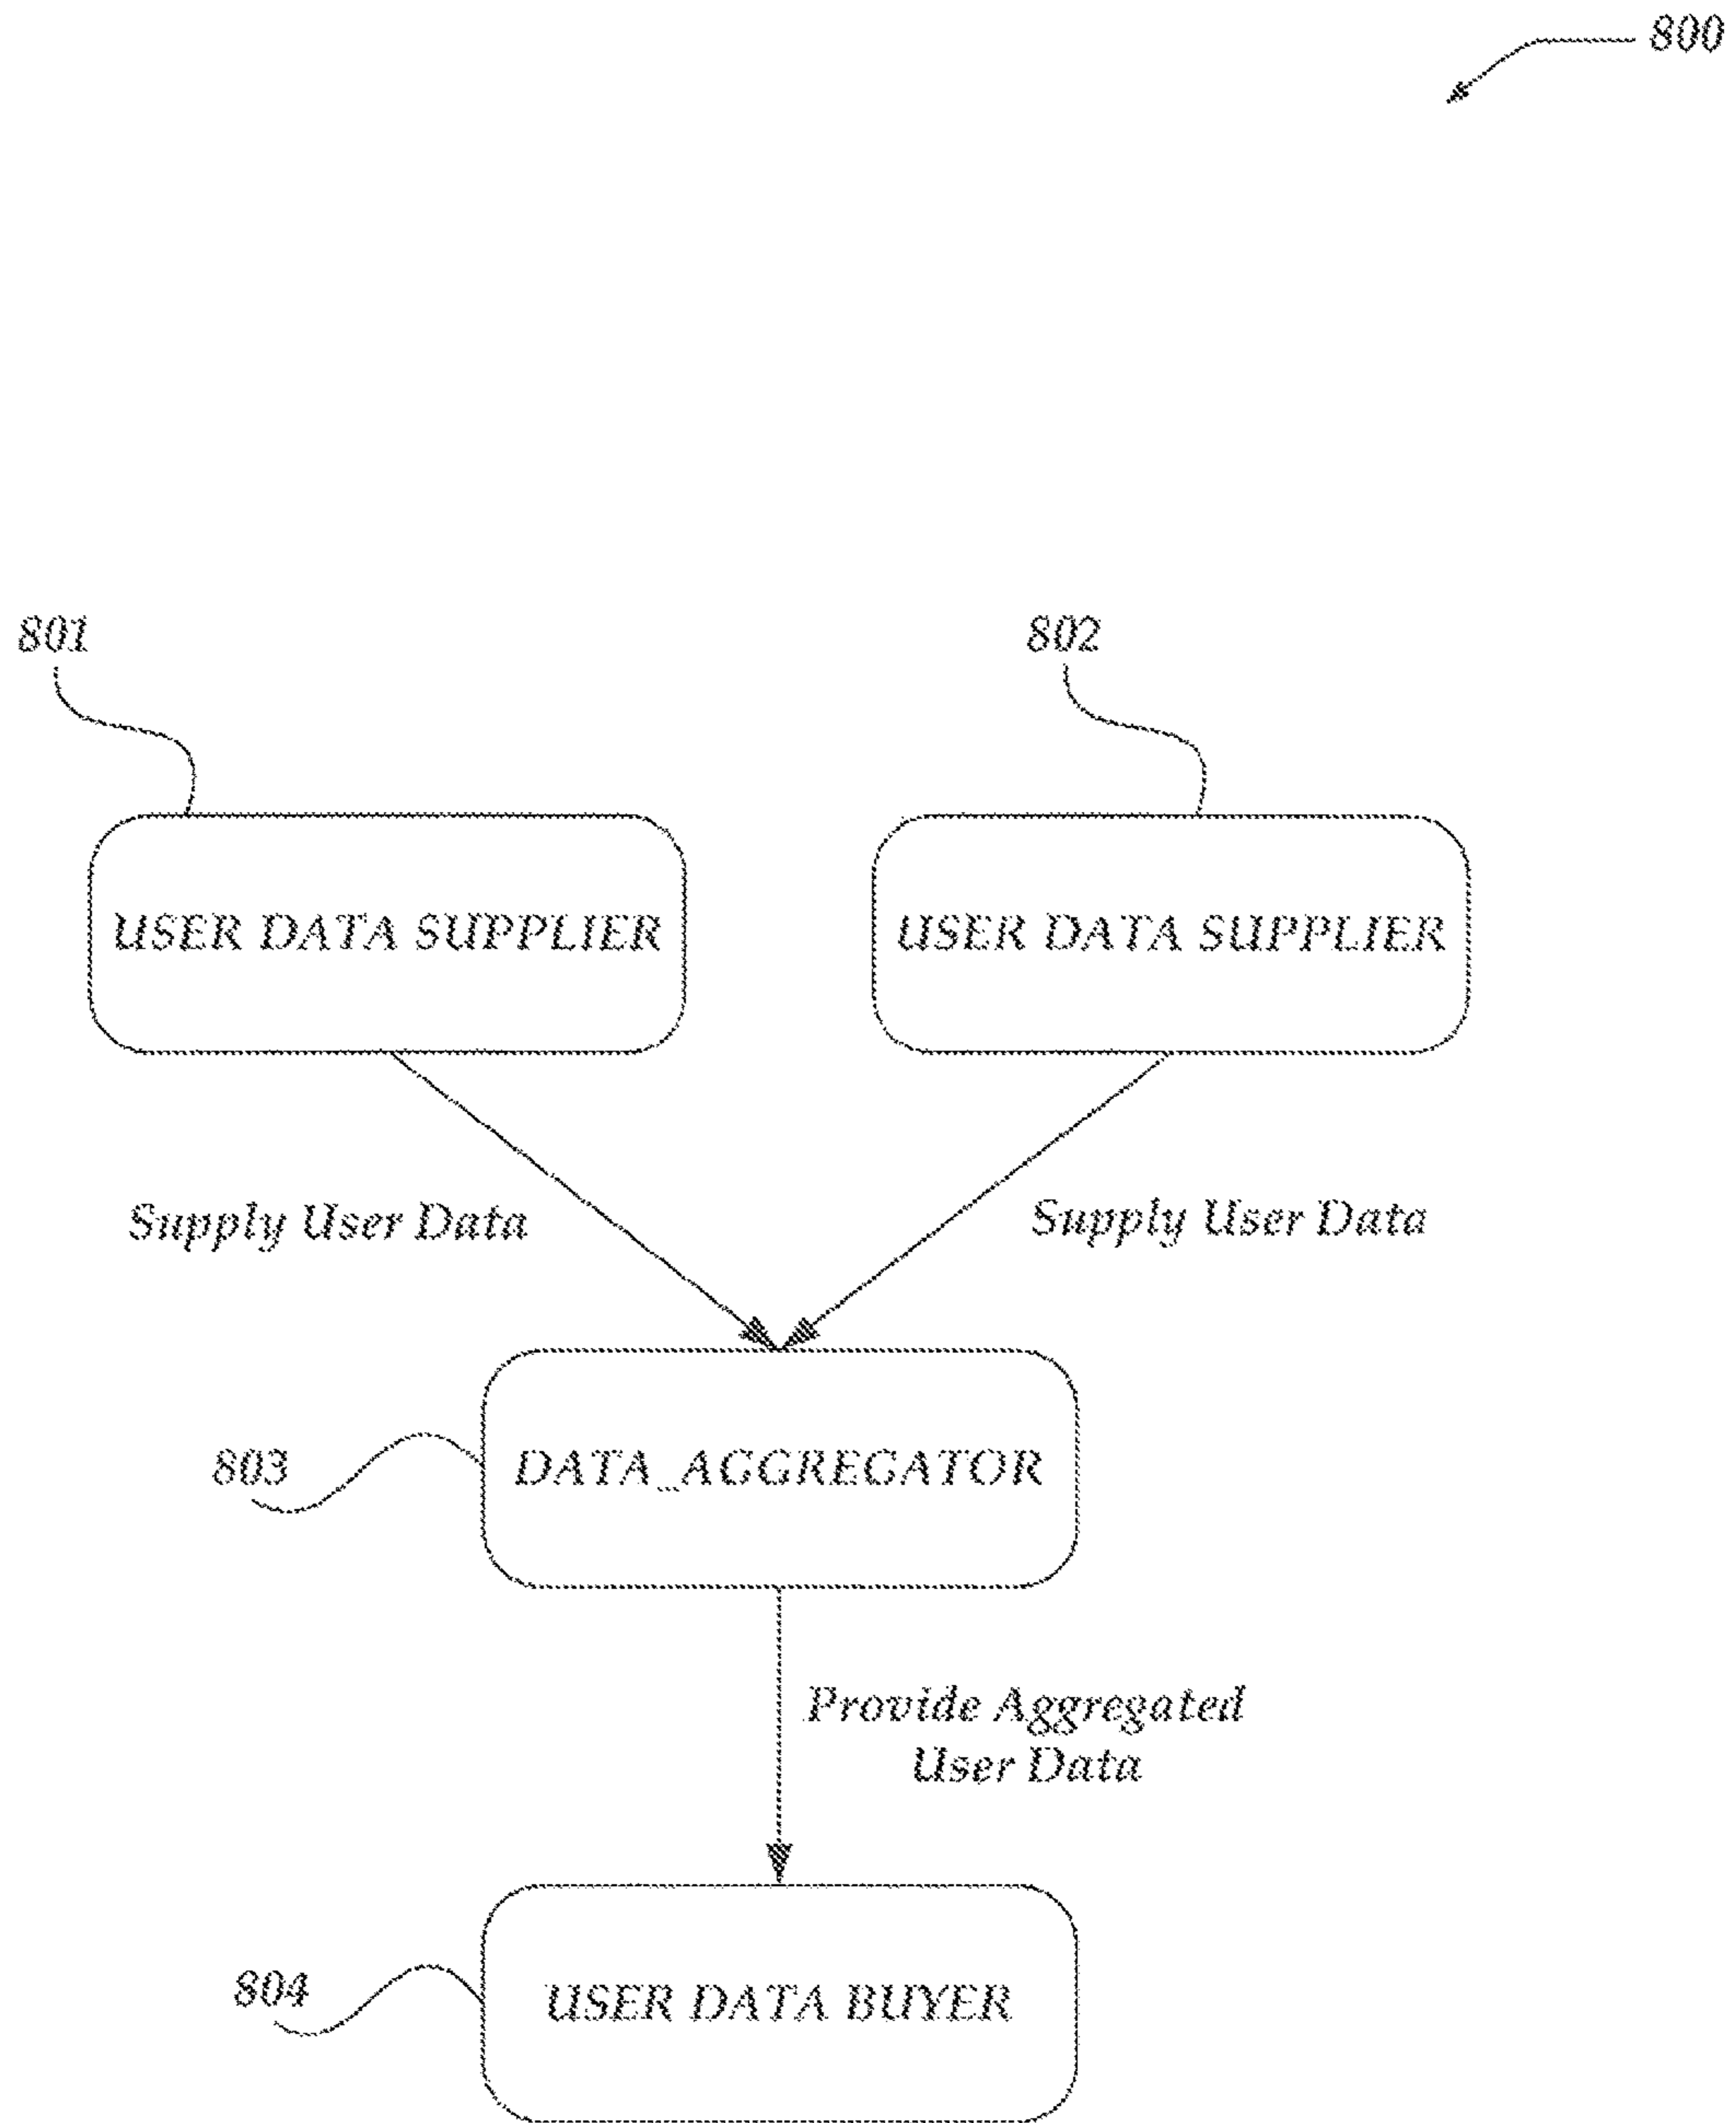 800
801
802
USER DATA SUPPLIER
USER DATA SUPPLIER
Supply User Data
Supply User Data
803
DATA_AGGREGATOR
Provide Aggregated
User Data
804
USER DATA BUYER